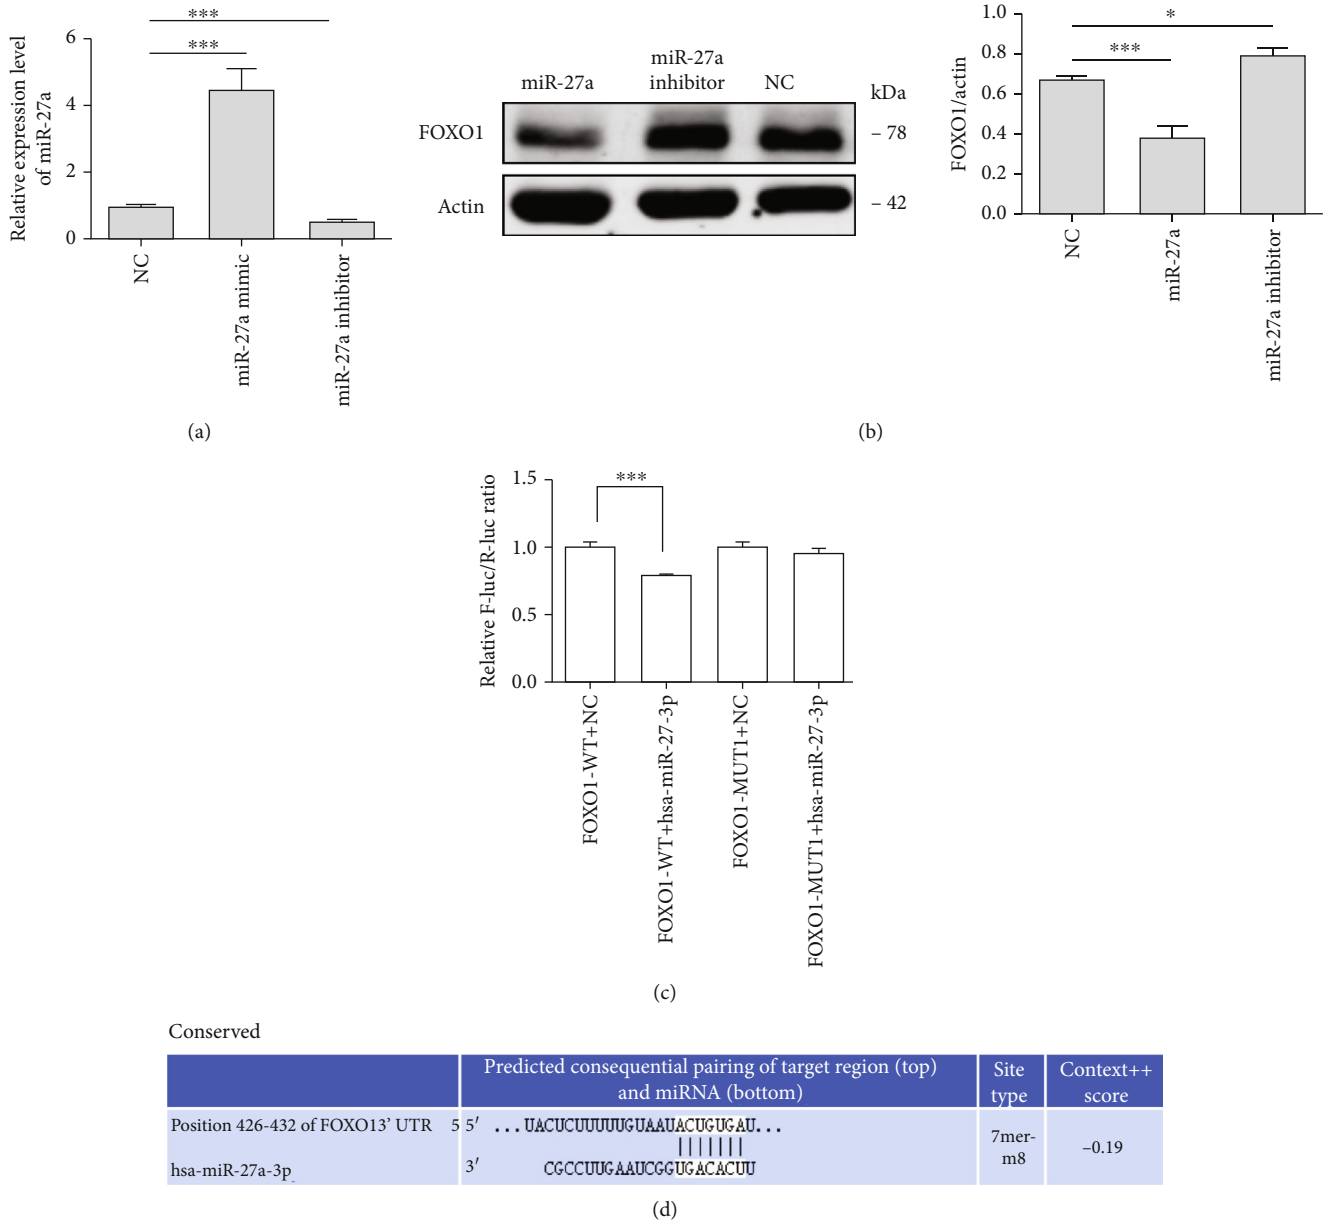 ***
***
6
4
2
0
Relative expression level
of miR-27a
NC
miR-27a mimic
miR-27a inhibitor
(a)
miR-27a
miR-27a
inhibitor
NC
kDa
FOXO1
– 78
Actin
– 42
*
***
1.0
0.8
0.6
0.4
0.2
0.0
FOXO1/actin
NC
miR-27a
miR-27a inhibitor
(b)
***
1.5
1.0
0.5
0.0
Relative F-luc/R-luc ratio
FOXO1-WT+NC
FOXO1-WT+hsa-miR-27-3p
FOXO1-MUT1+NC
FOXO1-MUT1+hsa-miR-27-3p
(c)
Conserved
Predicted consequential pairing of target region (top)
and miRNA (bottom)
Site
type
Context++
score
Position 426-432 of FOXO13' UTR 5 5' ...UACUCUUUUUGUAAUACUGUGAU...
hsa-miR-27a-3p 3' CGCCUUGAAUCGGUGACACUU
7mer-
m8
–0.19
(d)